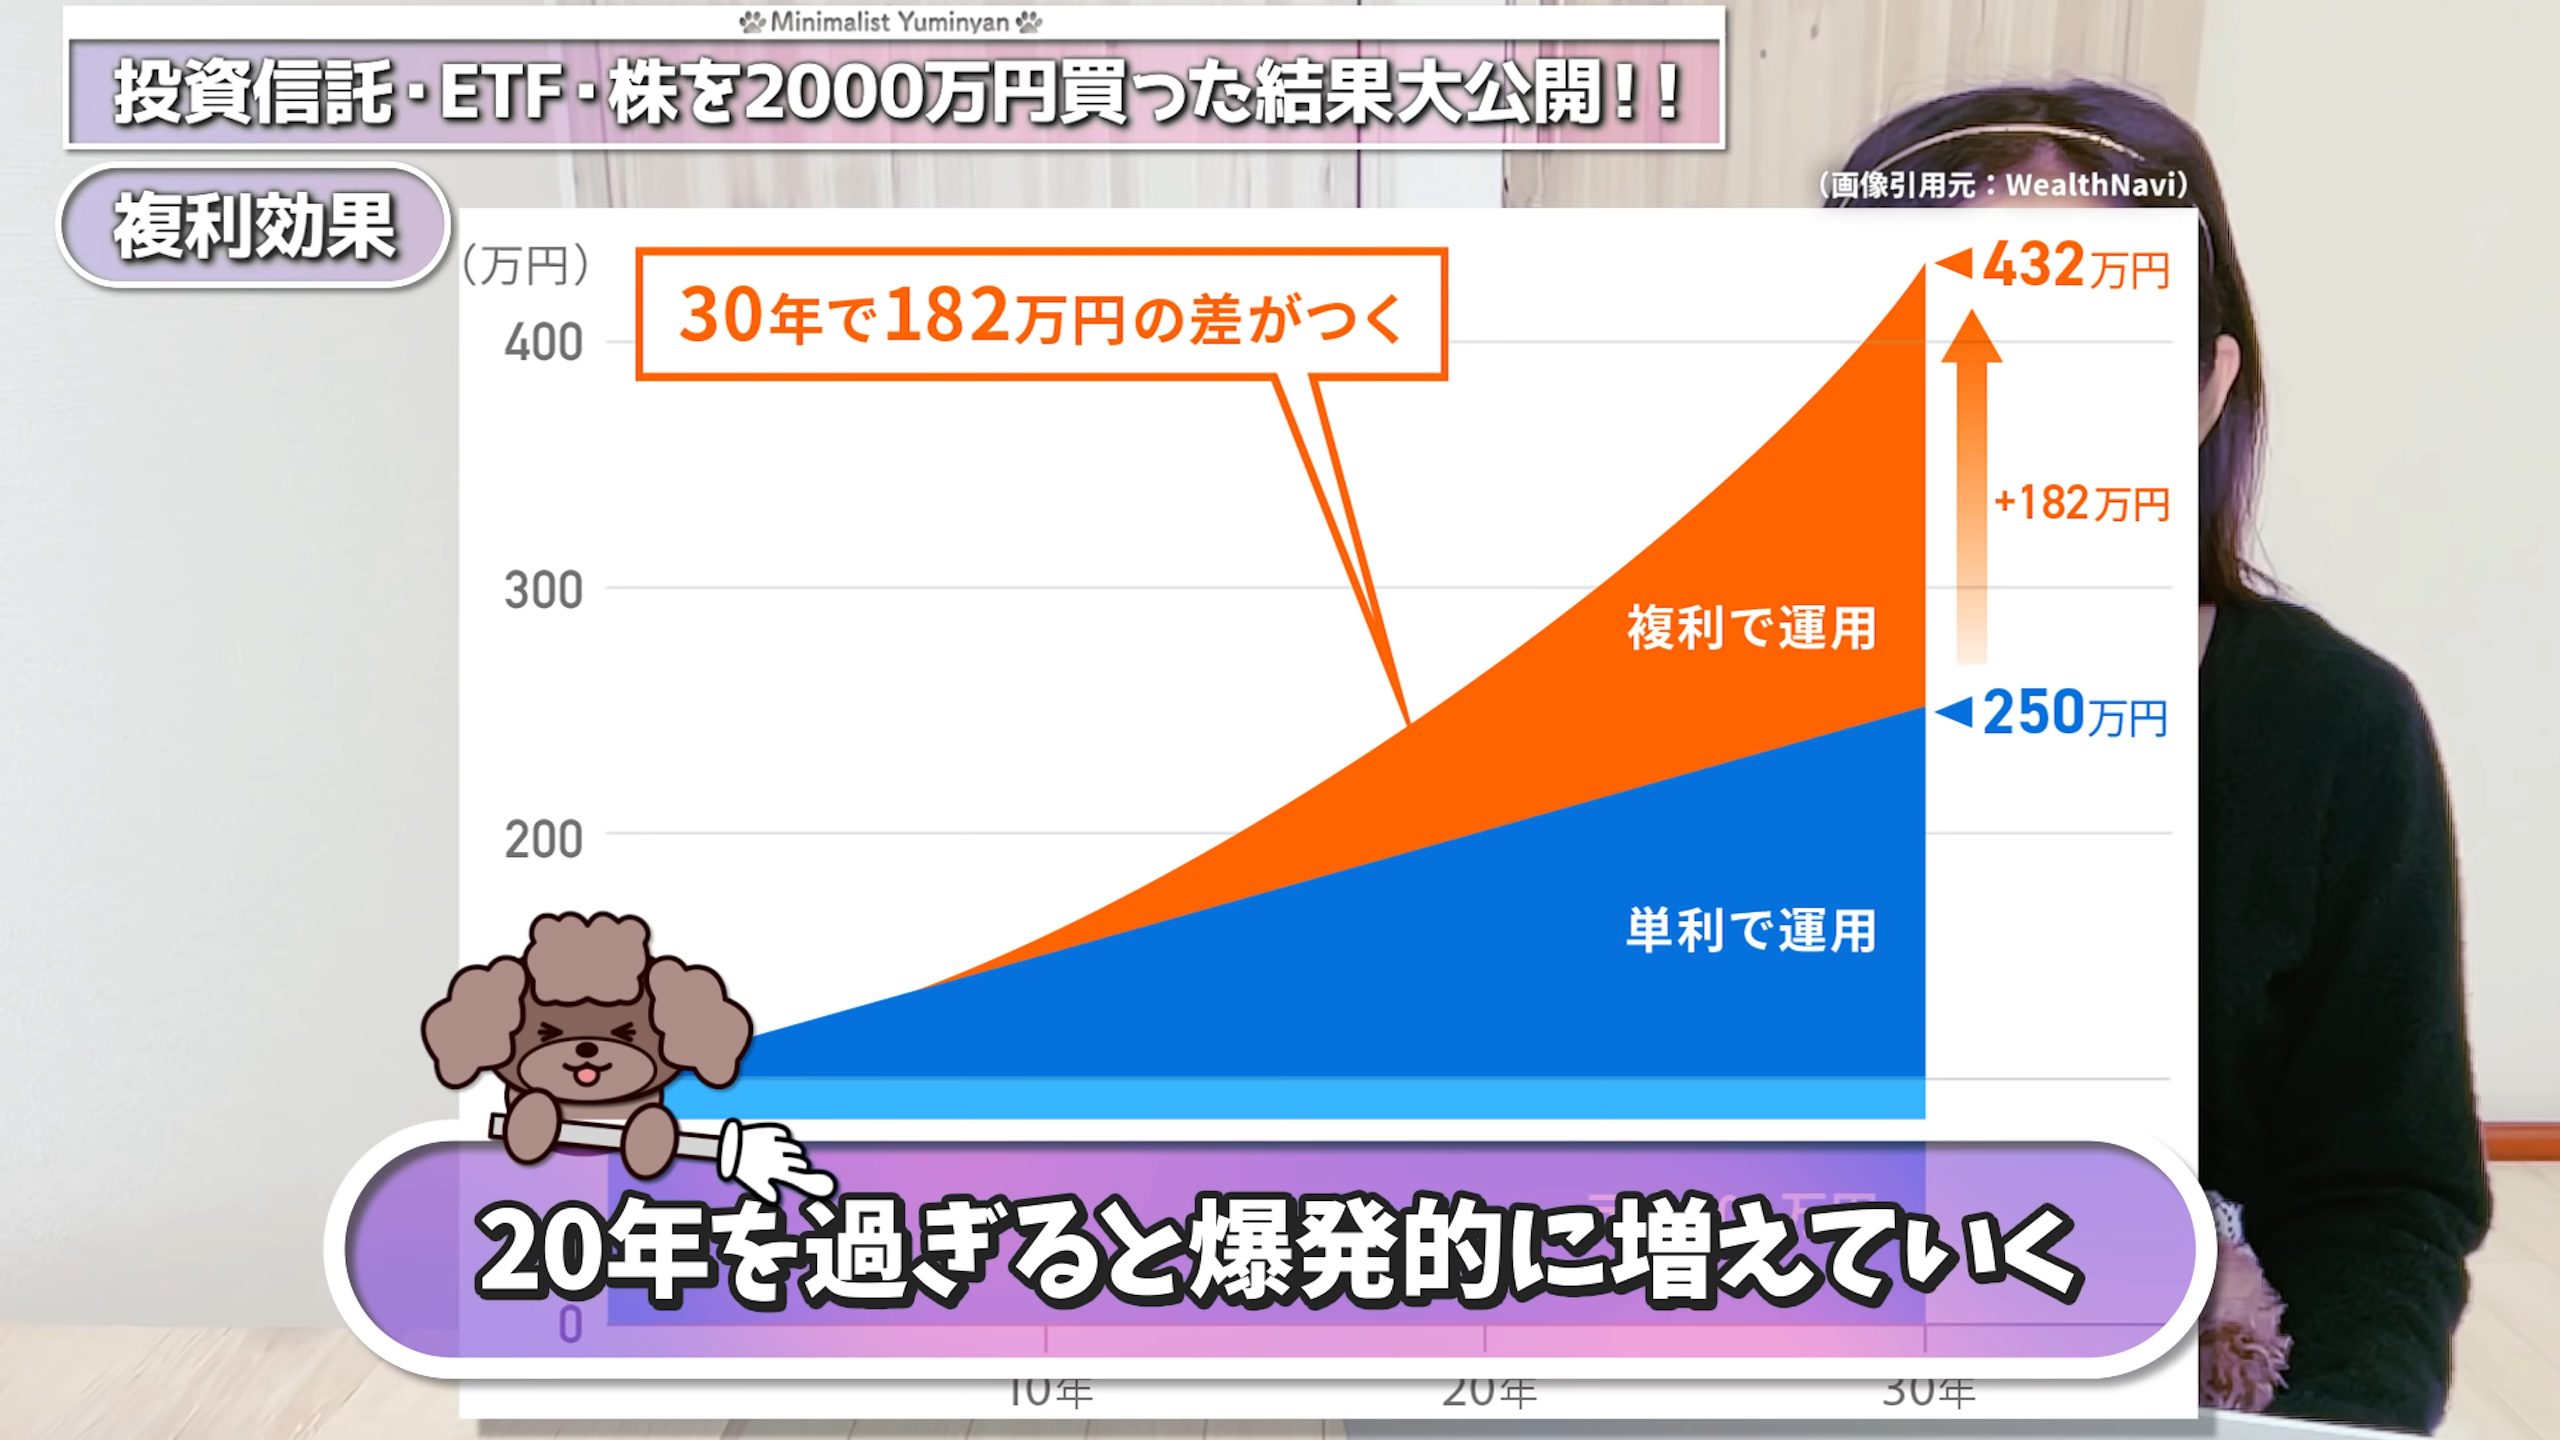 Minimalist Yuminyan
投資信託・ETF・株を2000万円買った結果大公開！！
複利効果
（画像引用元：WealthNavi）
（万円）
30年で182万円の差がつく
432万円
400
+182万円
300
複利で運用
250万円
200
単利で運用
20年を過ぎると爆発的に増えていく
0
10年
20年
30年